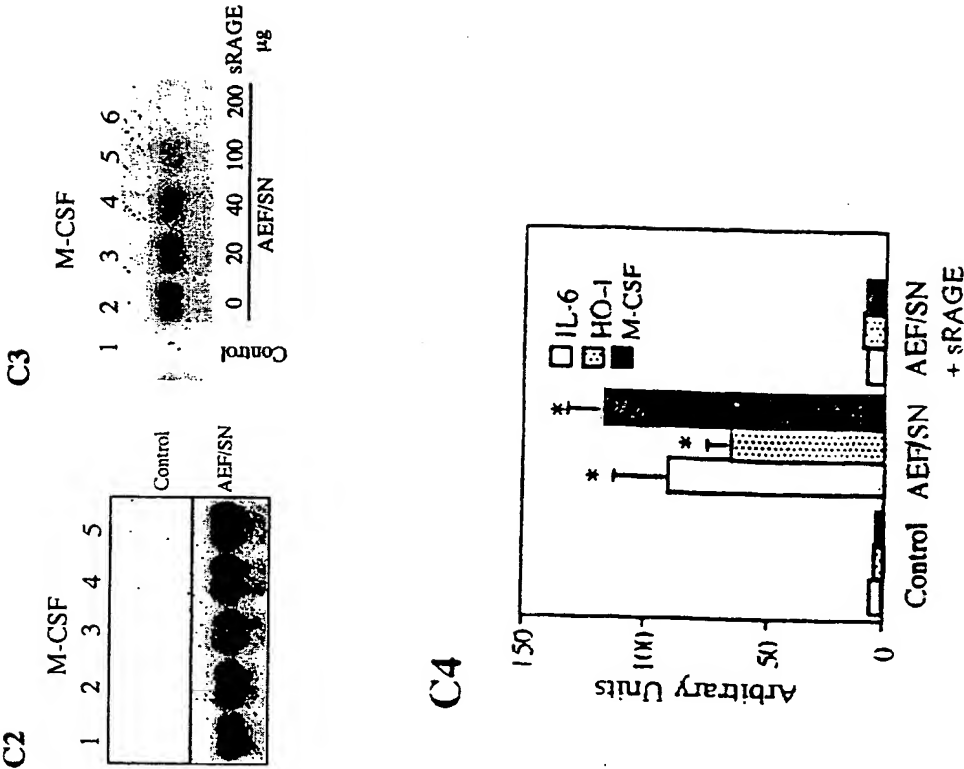 C2
M-CSF
1 2 3 4 5
Control
AEF/SN
C3
M-CSF
1 2 3 4 5 6
Control 0 20 40 100 200 sRAGE
AEF/SN µg
C4
Arbitrary Units
150
100
50
0
IL-6
HO-1
M-CSF
*
*
*
Control AEF/SN AEF/SN
+ sRAGE